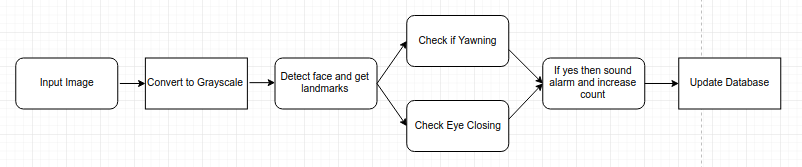 Input Image
Convert to Grayscale
Detect face and get
landmarks
Check if Yawning
Check Eye Closing
If yes then sound
alarm and increase
count
Update Database